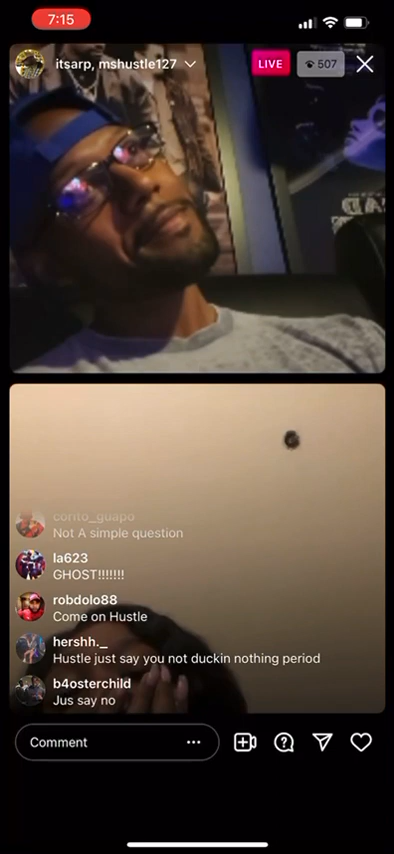 7:15
itsarp, mshustle127
LIVE
507
corito_guapo
Not A simple question
la623
GHOST!!!!!!!
robdolo88
Come on Hustle
hershh._
Hustle just say you not duckin nothing period
b4osterchild
Jus say no
Comment